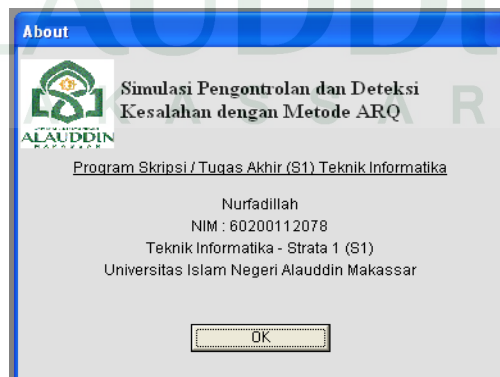 ALAUDDIN
About
Simulasi Pengontrolan dan Deteksi
Kesalahan dengan Metode ARQ
ALAUDDIN
Program Skripsi / Tugas Akhir (S1) Teknik Informatika
Nurfadillah
NIM : 60200112078
Teknik Informatika - Strata 1 (S1)
Universitas Islam Negeri Alauddin Makassar
OK